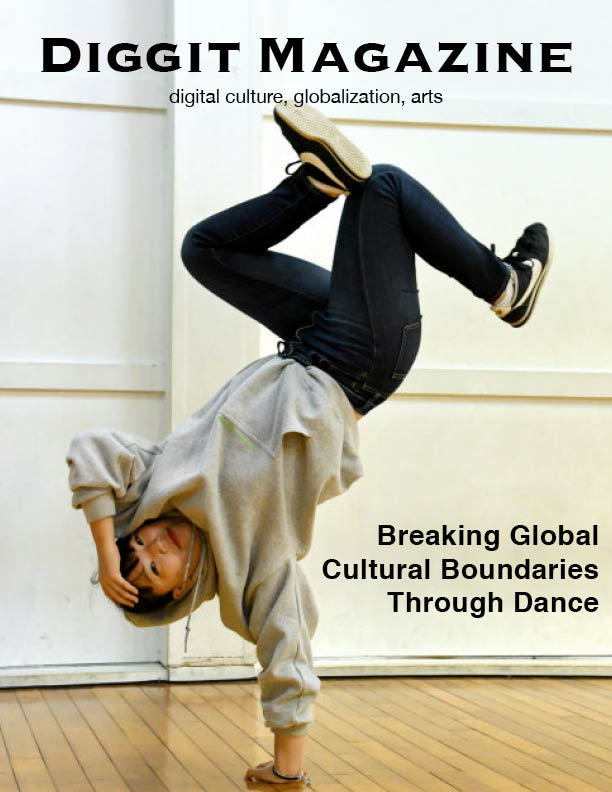 DIGGIT MAGAZINE
digital culture, globalization, arts
Breaking Global
Cultural Boundaries
Through Dance